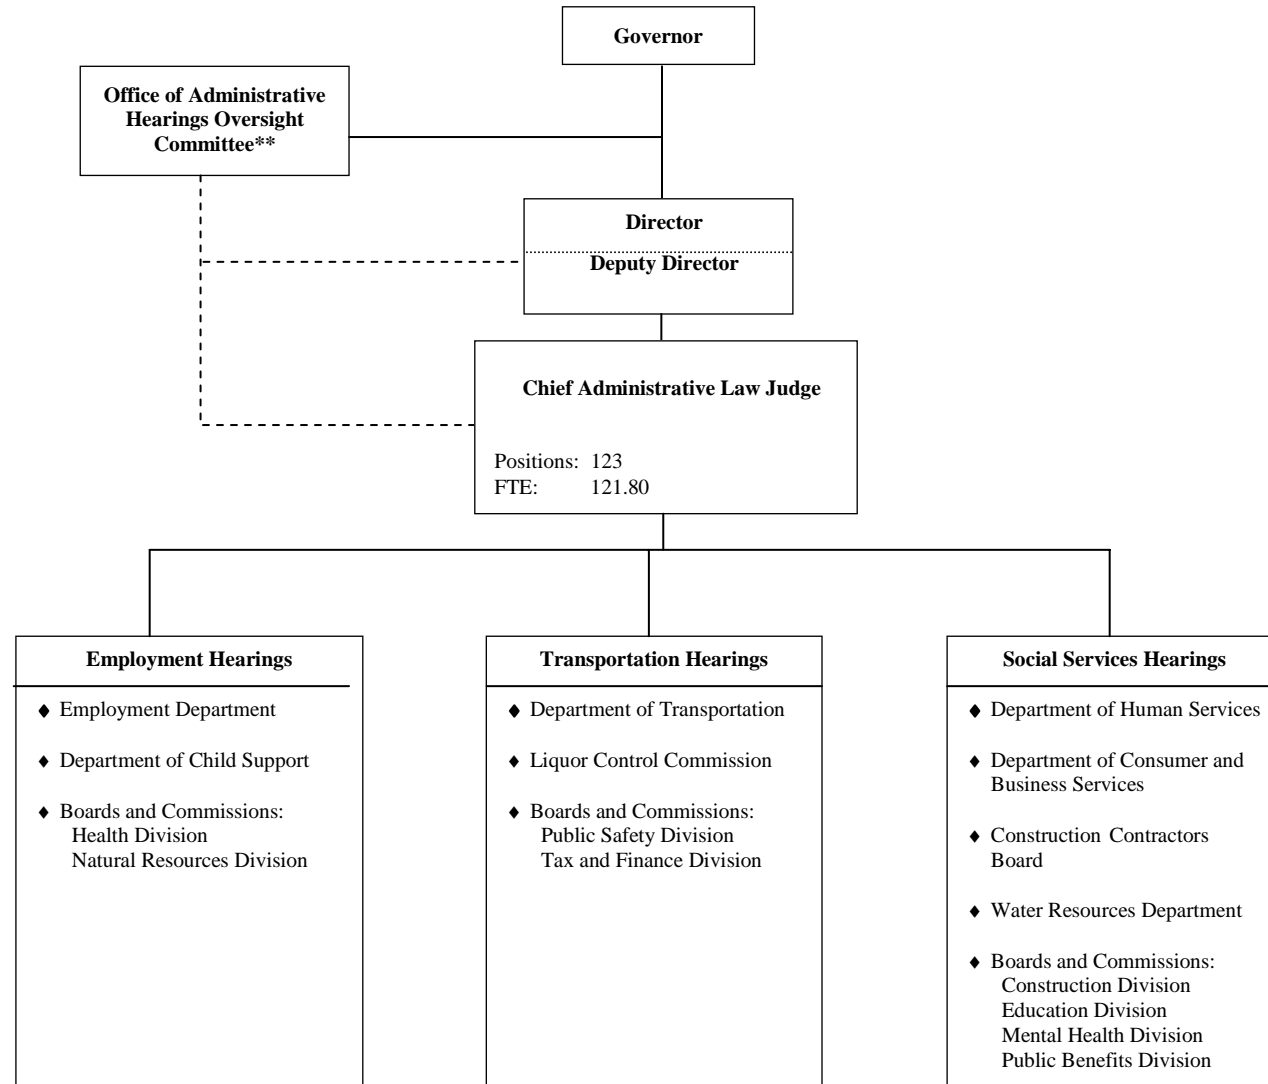 Governor
Office of Administrative
Hearings Oversight
Committee**
Director
Deputy Director
Chief Administrative Law Judge
Positions: 123
FTE: 121.80
Employment Hearings
♦ Employment Department
♦ Department of Child Support
♦ Boards and Commissions:
Health Division
Natural Resources Division
Transportation Hearings
♦ Department of Transportation
♦ Liquor Control Commission
♦ Boards and Commissions:
Public Safety Division
Tax and Finance Division
Social Services Hearings
♦ Department of Human Services
♦ Department of Consumer and
Business Services
♦ Construction Contractors
Board
♦ Water Resources Department
♦ Boards and Commissions:
Construction Division
Education Division
Mental Health Division
Public Benefits Division